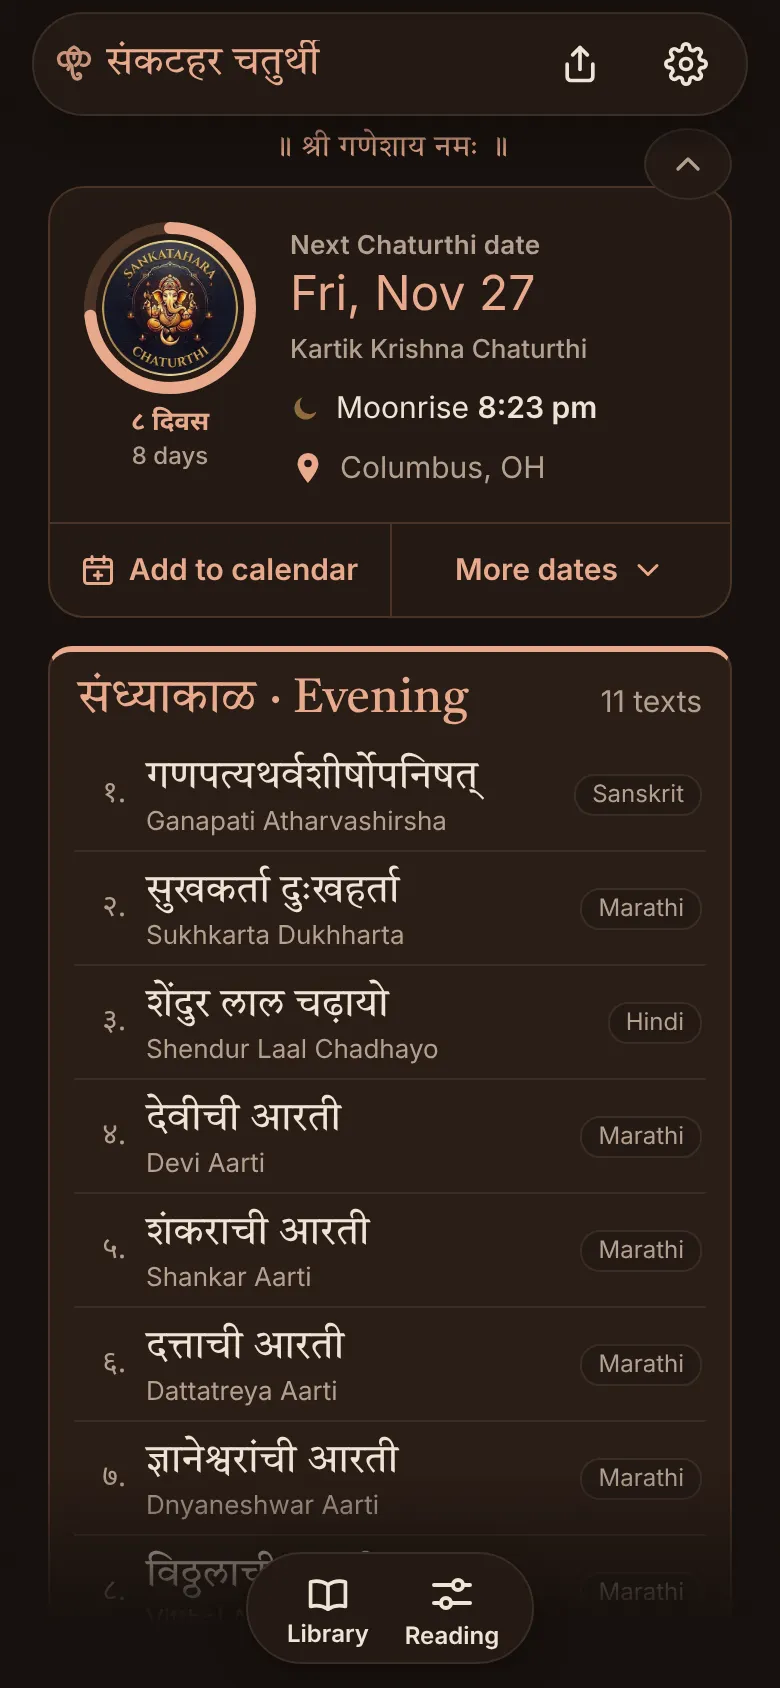 संकटहर चतुर्थी
॥ श्री गणेशाय नमः ॥
SANKATAHARA
CHATURTHI
८ दिवस
8 days
Next Chaturthi date
Fri, Nov 27
Kartik Krishna Chaturthi
Moonrise 8:23 pm
Columbus, OH
Add to calendar
More dates
संध्याकाळ · Evening
11 texts
१. गणपत्यथर्वशीर्षोपनिषत् Sanskrit
Ganapati Atharvashirsha
२. सुखकर्ता दुःखहर्ता Marathi
Sukhkarta Dukhharta
३. शेंदुर लाल चढ़ायो Hindi
Shendur Laal Chadhayo
४. देवीची आरती Marathi
Devi Aarti
५. शंकराची आरती Marathi
Shankar Aarti
६. दत्ताची आरती Marathi
Dattatreya Aarti
७. ज्ञानेश्वरांची आरती Marathi
Dnyaneshwar Aarti
८. Marathi
Library
Reading